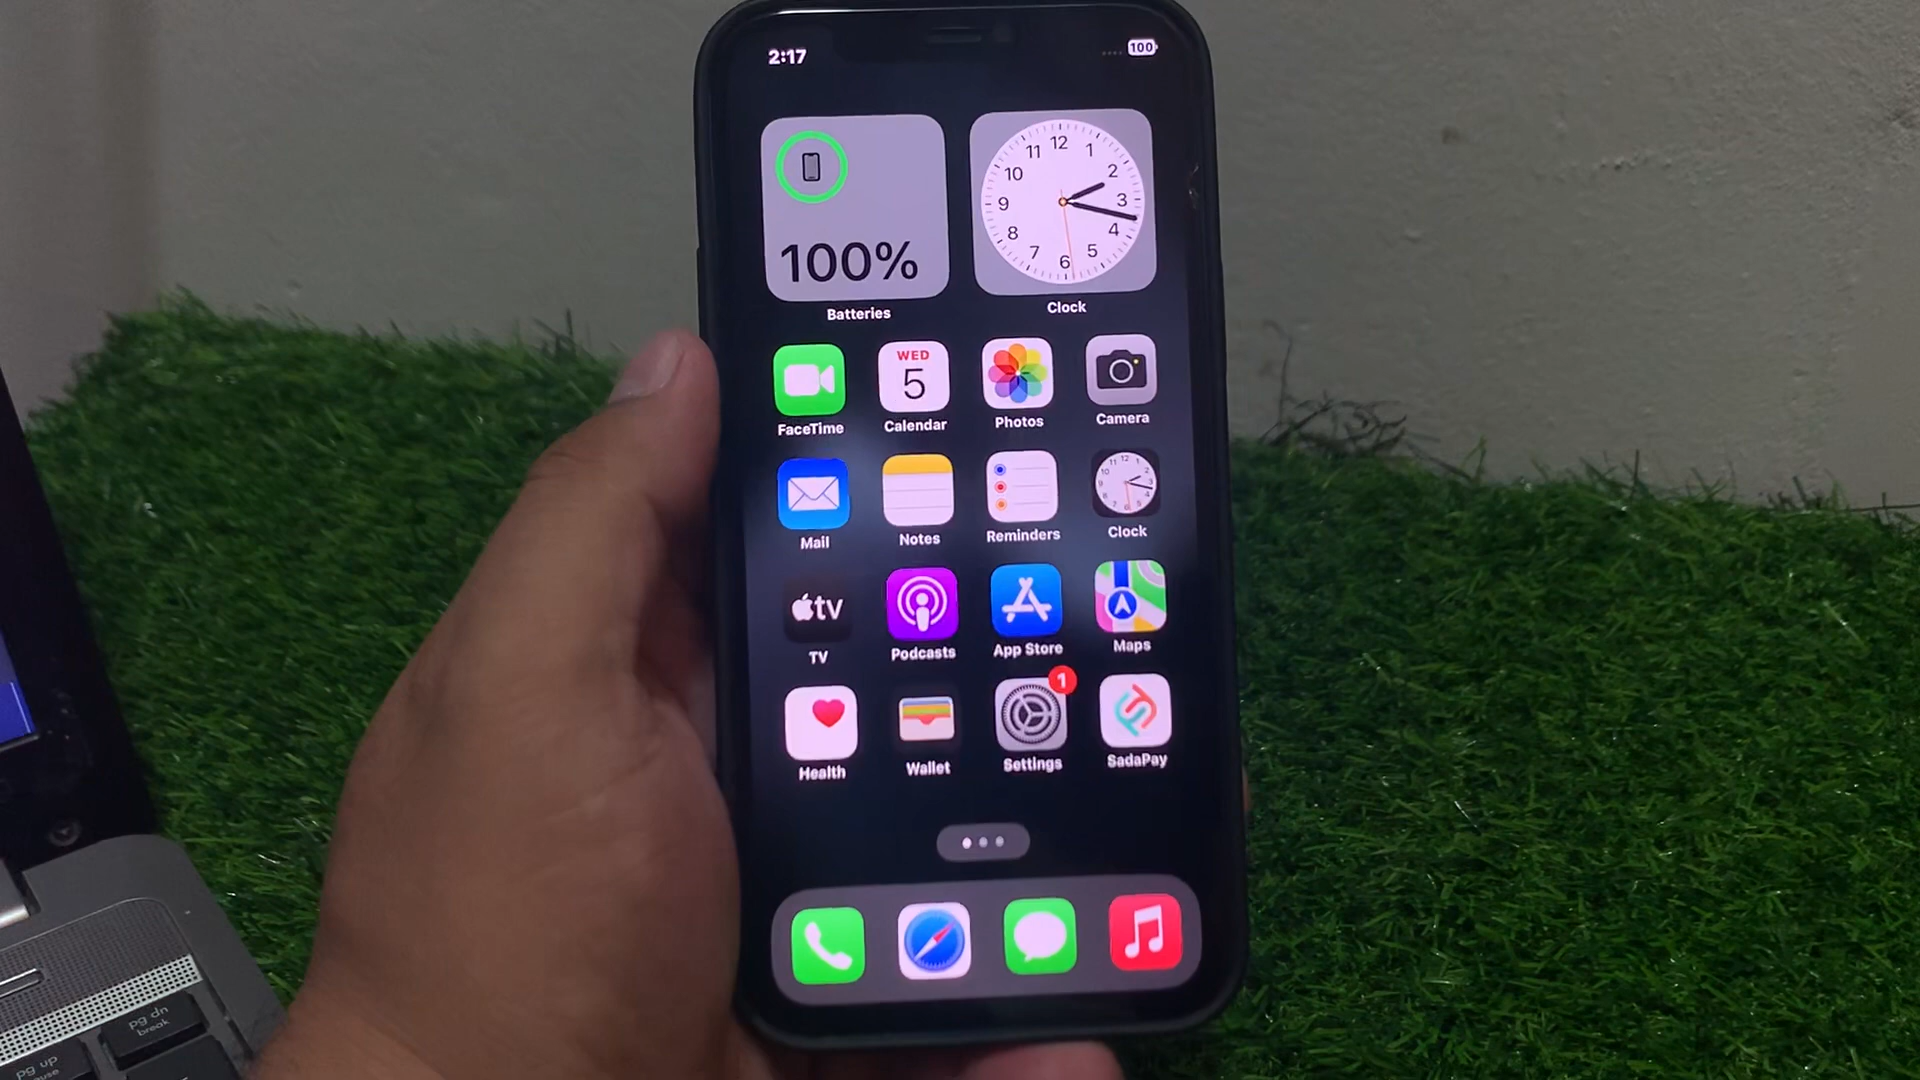 2:17
100
100%
12
11
1
10
2
9
3
8
4
7
5
6
Batteries
Clock
WED
5
FaceTime
Calendar
Photos
Camera
Mail
Notes
Reminders
Clock
tv
TV
Podcasts
App Store
Maps
1
Health
Wallet
Settings
SadaPay
pg dn
break
pg up